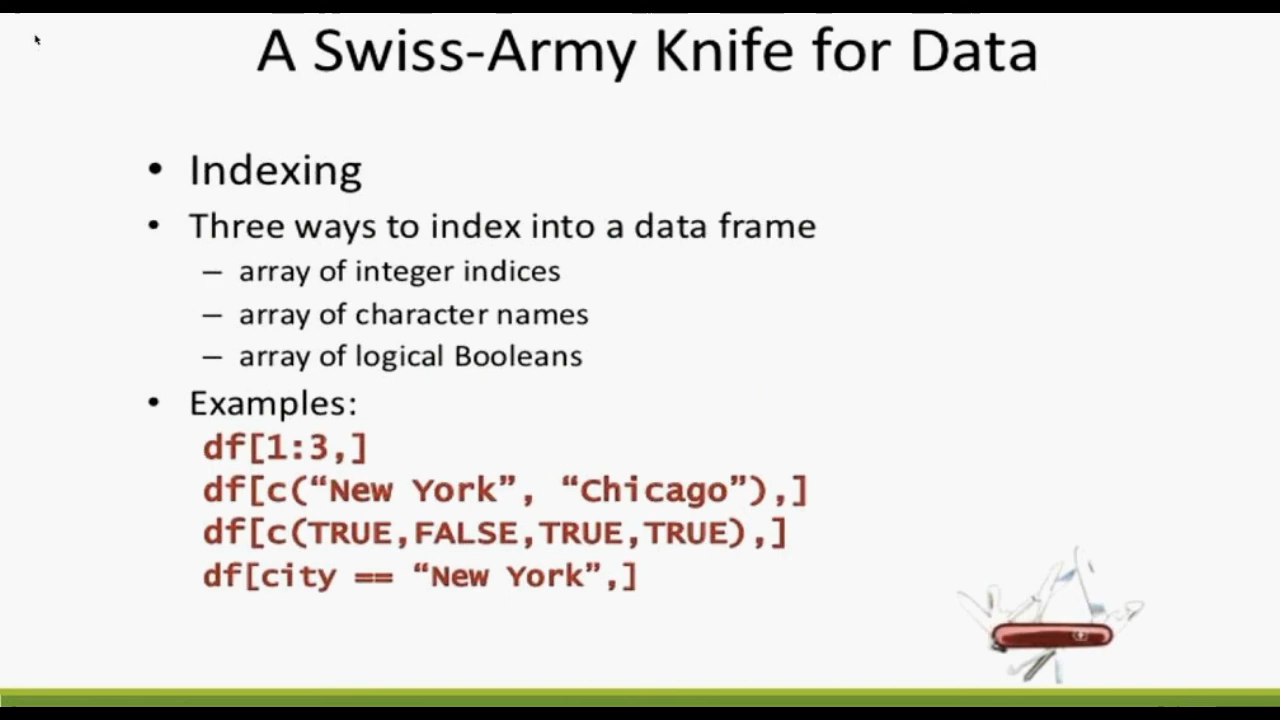 A Swiss-Army Knife for Data
• Indexing
• Three ways to index into a data frame
– array of integer indices
– array of character names
– array of logical Booleans
• Examples:
df[1:3,]
df[c(“New York”, “Chicago”),]
df[c(TRUE,FALSE,TRUE,TRUE),]
df[city == “New York”,]